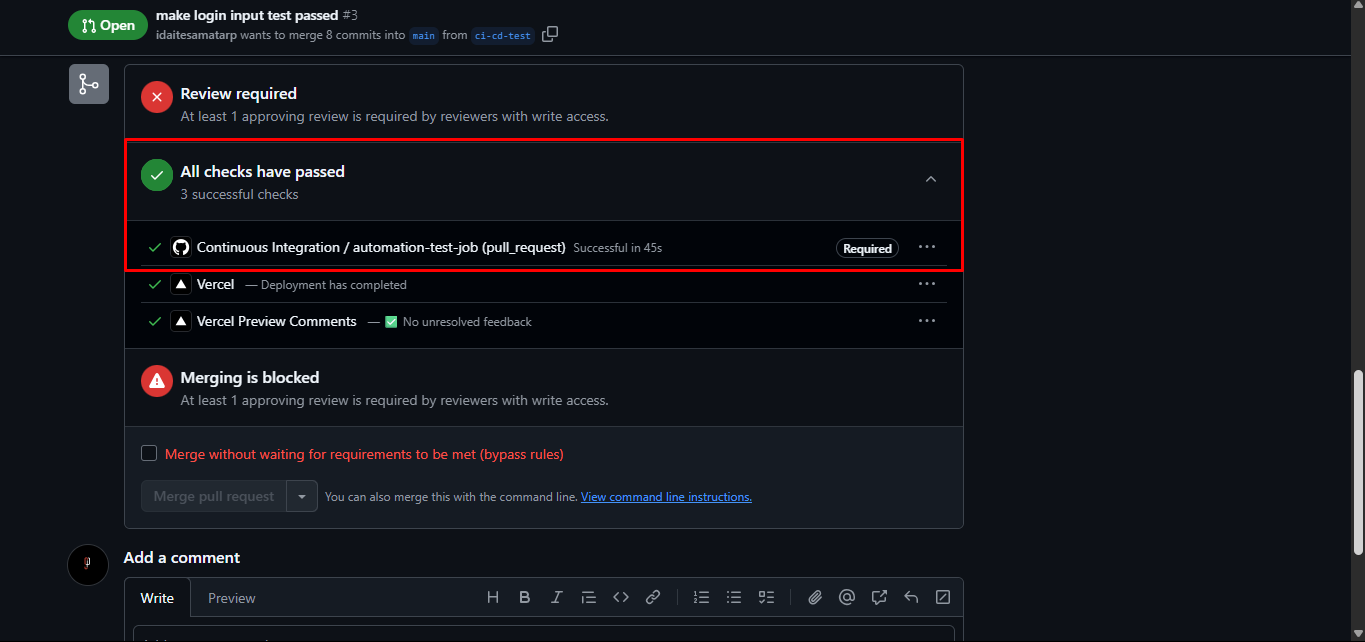 Open
make login input test passed #3
idaitesamatarp wants to merge 8 commits into main from ci-cd-test
Review required
At least 1 approving review is required by reviewers with write access.
All checks have passed
3 successful checks
Continuous Integration / automation-test-job (pull_request) Successful in 45s Required
Vercel — Deployment has completed
Vercel Preview Comments — ✅ No unresolved feedback
Merging is blocked
At least 1 approving review is required by reviewers with write access.
Merge without waiting for requirements to be met (bypass rules)
Merge pull request You can also merge this with the command line. View command line instructions.
Add a comment
Write Preview